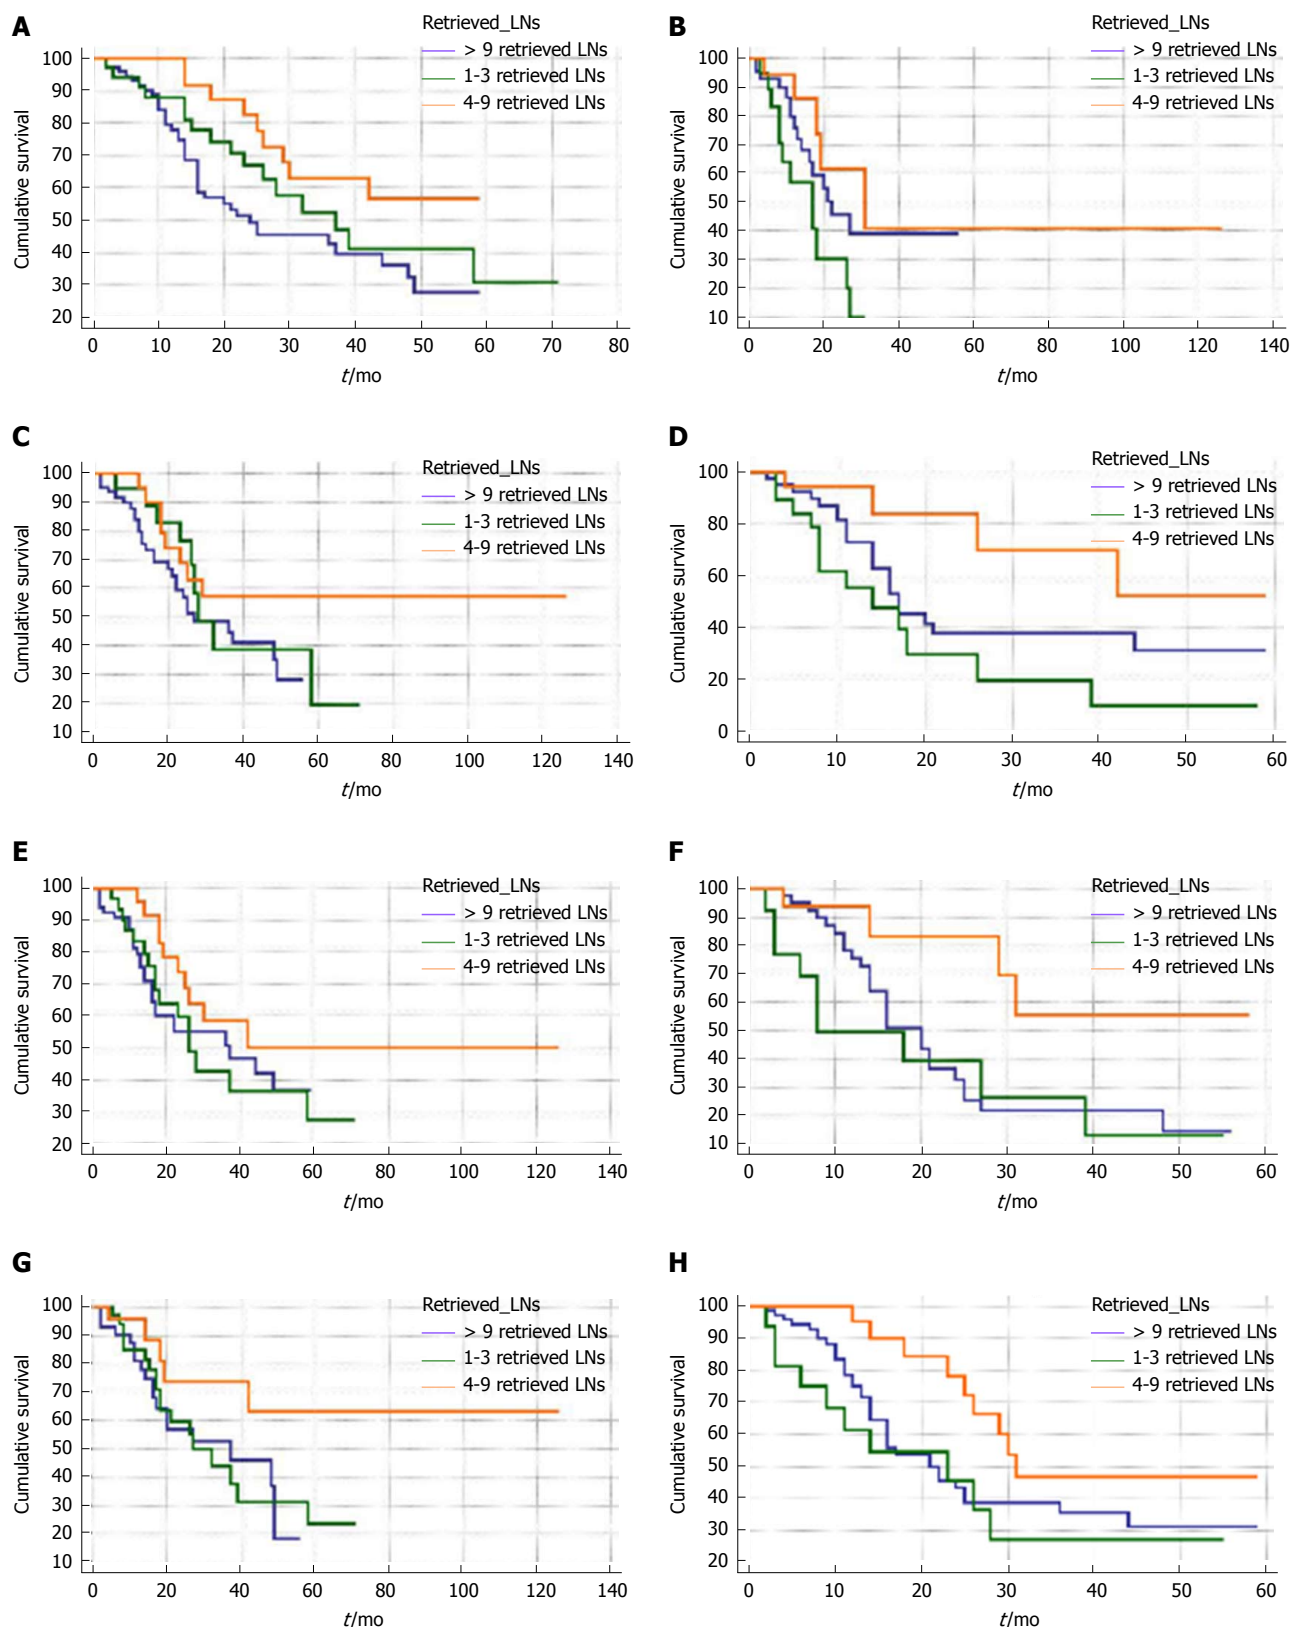 A
Retrieved_LNs
> 9 retrieved LNs
1-3 retrieved LNs
4-9 retrieved LNs
Cumulative survival
100
90
80
70
60
50
40
30
20
0 10 20 30 40 50 60 70 80
t/mo
B
Retrieved_LNs
> 9 retrieved LNs
1-3 retrieved LNs
4-9 retrieved LNs
Cumulative survival
100
90
80
70
60
50
40
30
20
10
0 20 40 60 80 100 120 140
t/mo
C
Retrieved_LNs
> 9 retrieved LNs
1-3 retrieved LNs
4-9 retrieved LNs
Cumulative survival
100
90
80
70
60
50
40
30
20
10
0 20 40 60 80 100 120 140
t/mo
D
Retrieved_LNs
> 9 retrieved LNs
1-3 retrieved LNs
4-9 retrieved LNs
Cumulative survival
100
80
60
40
20
0
0 10 20 30 40 50 60
t/mo
E
Retrieved_LNs
> 9 retrieved LNs
1-3 retrieved LNs
4-9 retrieved LNs
Cumulative survival
100
90
80
70
60
50
40
30
20
0 20 40 60 80 100 120 140
t/mo
F
Retrieved_LNs
> 9 retrieved LNs
1-3 retrieved LNs
4-9 retrieved LNs
Cumulative survival
100
90
80
70
60
50
40
30
20
10
0 10 20 30 40 50 60
t/mo
G
Retrieved_LNs
> 9 retrieved LNs
1-3 retrieved LNs
4-9 retrieved LNs
Cumulative survival
100
90
80
70
60
50
40
30
20
10
0 20 40 60 80 100 120 140
t/mo
H
Retrieved_LNs
> 9 retrieved LNs
1-3 retrieved LNs
4-9 retrieved LNs
Cumulative survival
100
90
80
70
60
50
40
30
20
0 10 20 30 40 50 60
t/mo